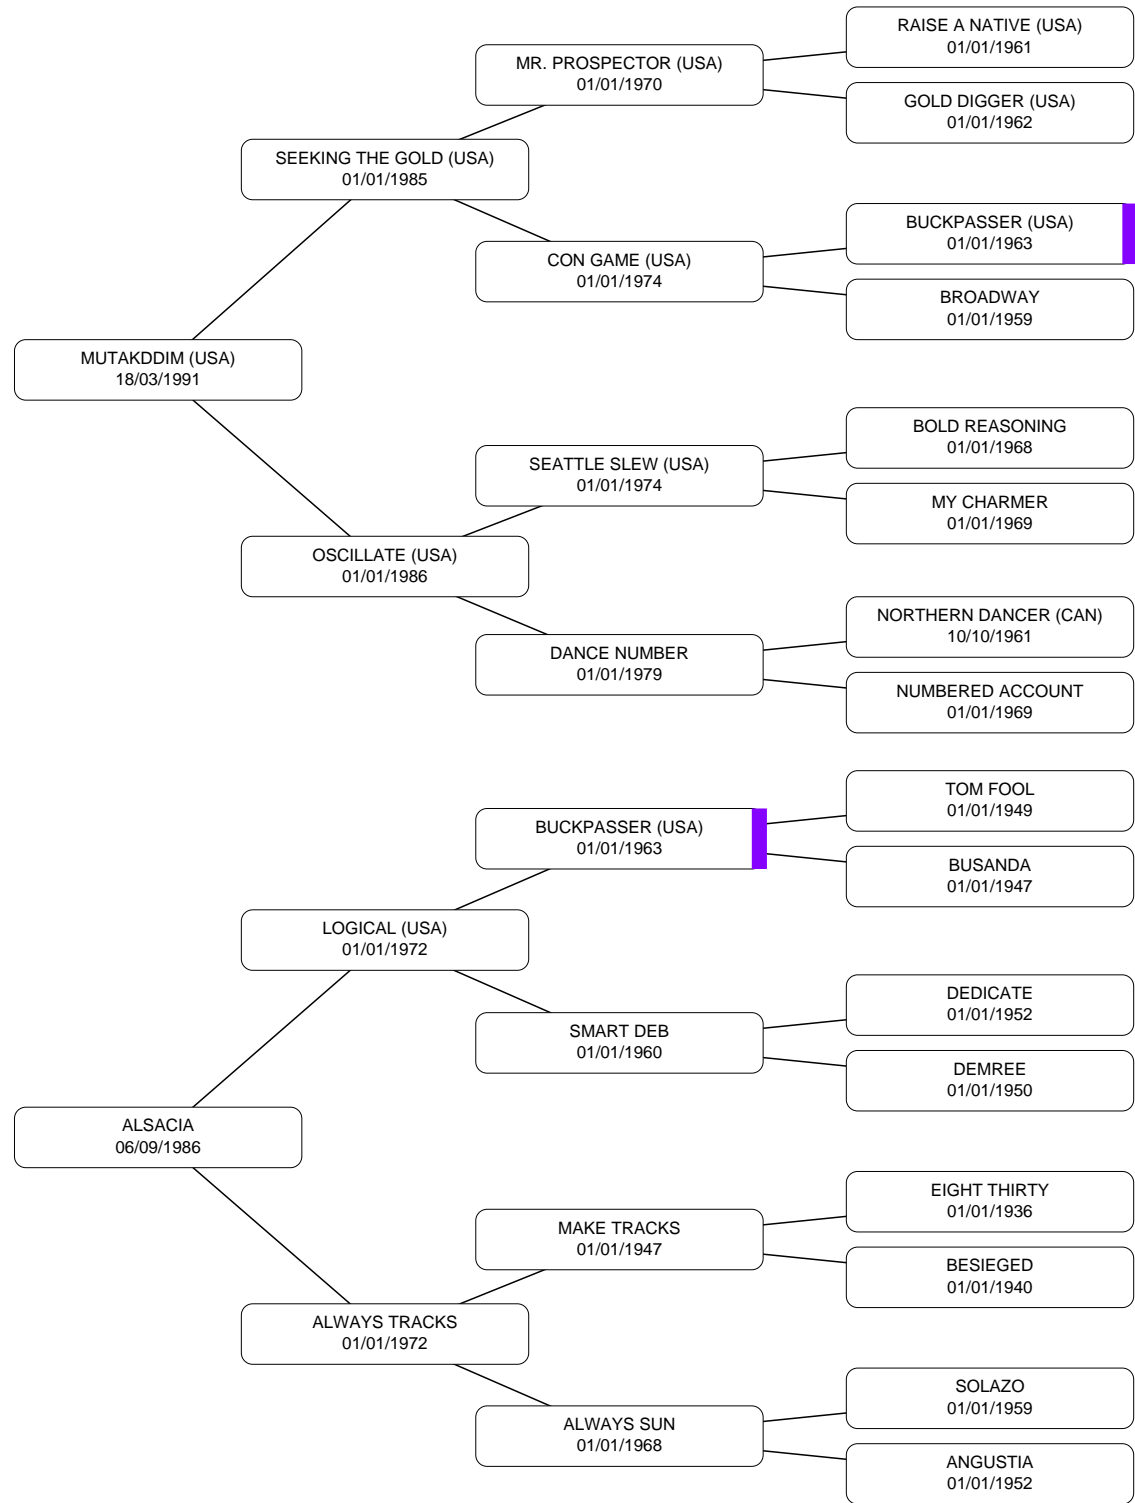 RAISE A NATIVE (USA)
01/01/1961
MR. PROSPECTOR (USA)
01/01/1970
GOLD DIGGER (USA)
01/01/1962
SEEKING THE GOLD (USA)
01/01/1985
BUCKPASSER (USA)
01/01/1963
CON GAME (USA)
01/01/1974
BROADWAY
01/01/1959
MUTAKDDIM (USA)
18/03/1991
BOLD REASONING
01/01/1968
SEATTLE SLEW (USA)
01/01/1974
MY CHARMER
01/01/1969
OSCILLATE (USA)
01/01/1986
NORTHERN DANCER (CAN)
10/10/1961
DANCE NUMBER
01/01/1979
NUMBERED ACCOUNT
01/01/1969
TOM FOOL
01/01/1949
BUCKPASSER (USA)
01/01/1963
BUSANDA
01/01/1947
LOGICAL (USA)
01/01/1972
DEDICATE
01/01/1952
SMART DEB
01/01/1960
DEMREE
01/01/1950
ALSACIA
06/09/1986
EIGHT THIRTY
01/01/1936
MAKE TRACKS
01/01/1947
BESIEGED
01/01/1940
ALWAYS TRACKS
01/01/1972
SOLAZO
01/01/1959
ALWAYS SUN
01/01/1968
ANGUSTIA
01/01/1952